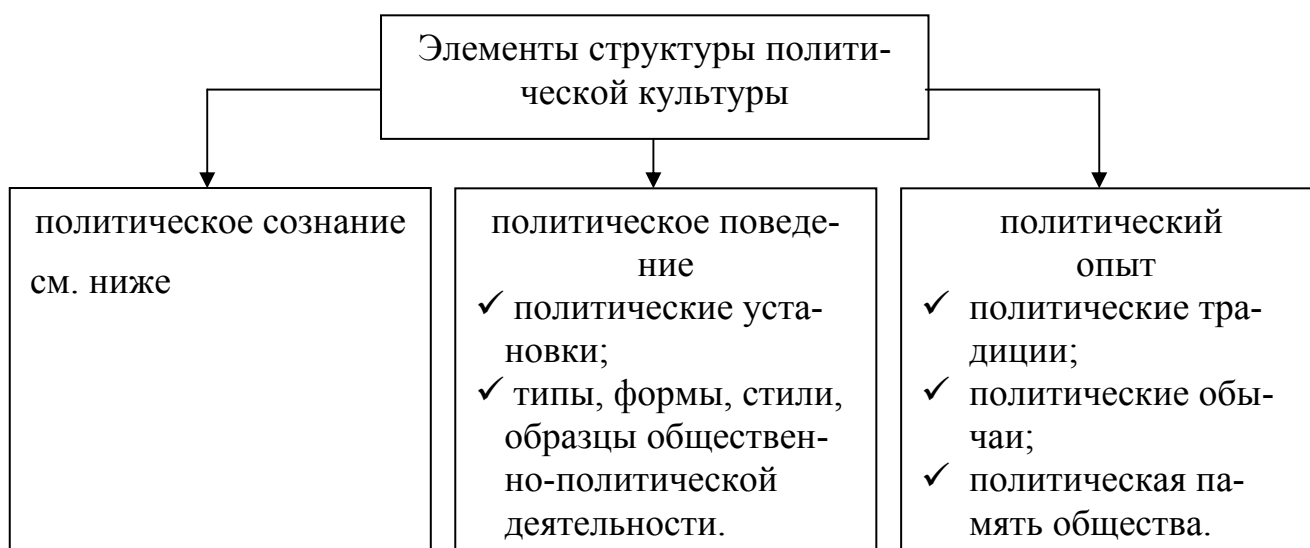 Элементы структуры полити-
ческой культуры
политическое сознание
см. ниже
политическое поведе-
ние
✓ политические уста-
новки;
✓ типы, формы, стили,
образцы обществен-
но-политической
деятельности.
политический
опыт
✓ политические тра-
диции;
✓ политические обы-
чаи;
✓ политическая па-
мять общества.